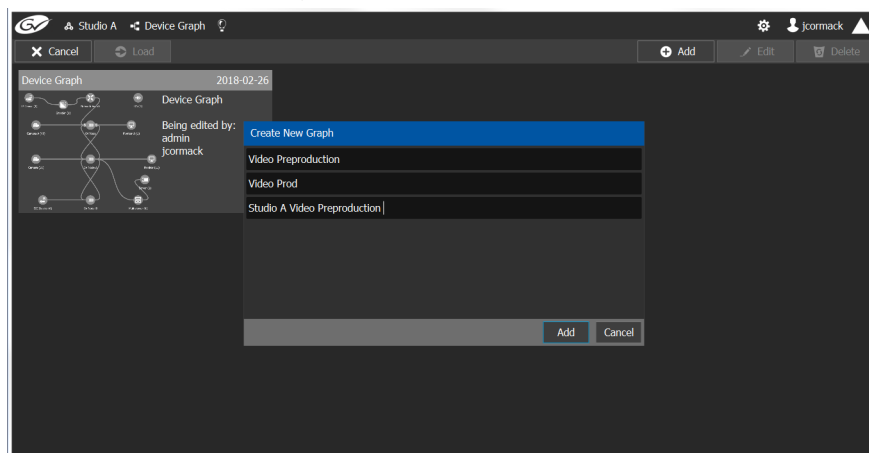 GV Studio A Device Graph jcormack
Cancel Load Add Edit Delete
Device Graph 2018-02-26
Device Graph
Being edited by:
admin
jcormack
Create New Graph
Video Preproduction
Video Prod
Studio A Video Preproduction
Add Cancel